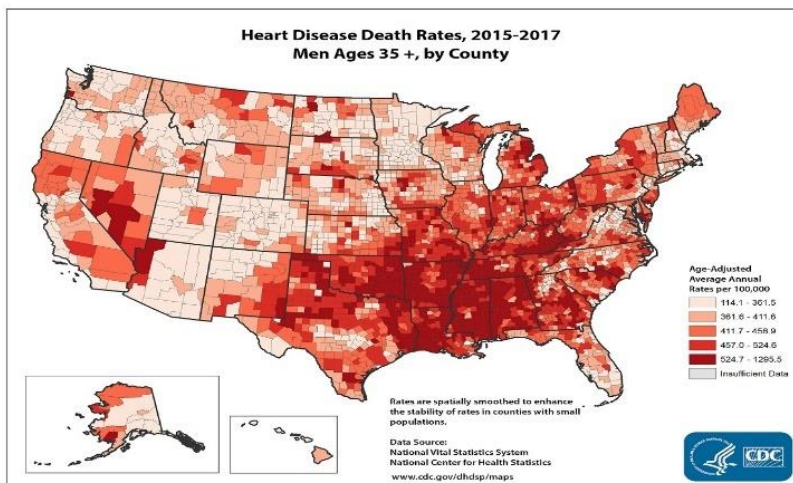 Heart Disease Death Rates, 2015-2017
Men Ages 35 +, by County
Age-Adjusted
Average Annual
Rates per 100,000
114.1 - 361.5
361.6 - 411.6
411.7 - 456.9
457.0 - 524.6
524.7 - 1295.5
Insufficient Data
Rates are spatially smoothed to enhance
the stability of rates in counties with small
populations.
Data Source:
National Vital Statistics System
National Center for Health Statistics
www.cdc.gov/dhdsp/maps
CDC